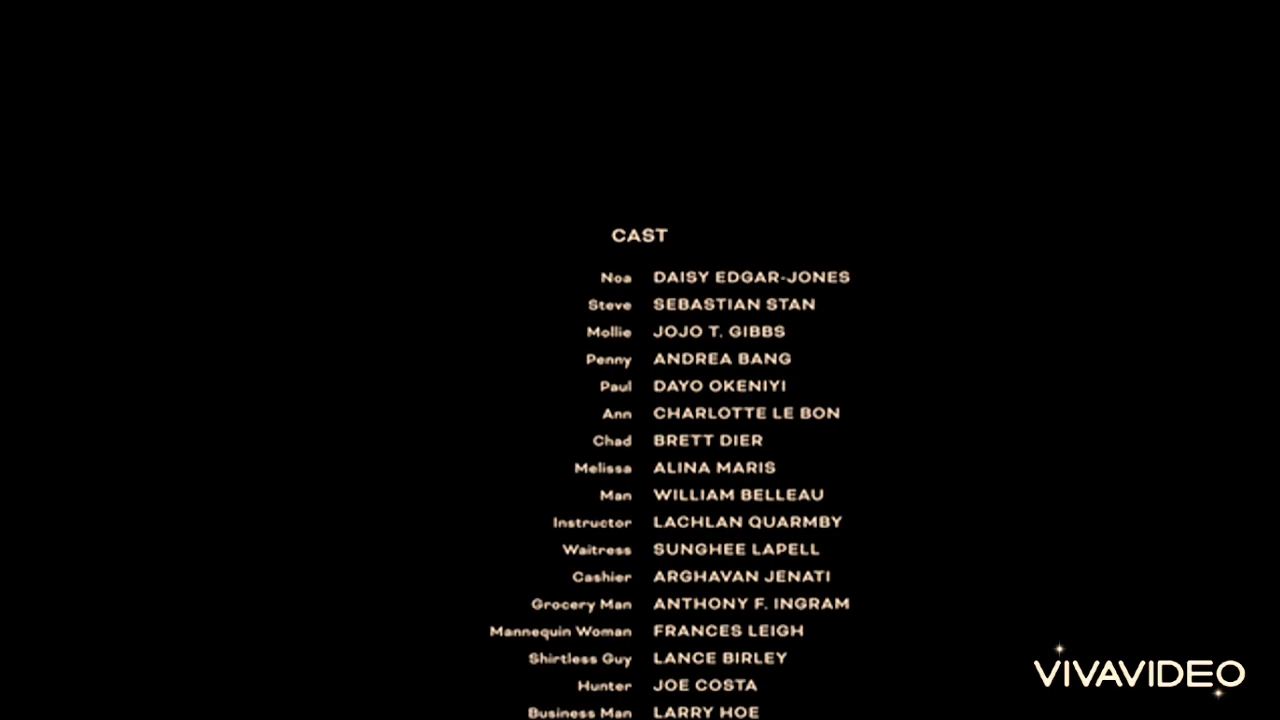 CAST
Noa DAISY EDGAR-JONES
Steve SEBASTIAN STAN
Mollie JOJO T. GIBBS
Penny ANDREA BANG
Paul DAYO OKENIYI
Ann CHARLOTTE LE BON
Chad BRETT DIER
Melissa ALINA MARIS
Man WILLIAM BELLEAU
Instructor LACHLAN QUARMBY
Waitress SUNGHEE LAPELL
Cashier ARGHAVAN JENATI
Grocery Man ANTHONY F. INGRAM
Mannequin Woman FRANCES LEIGH
Shirtless Guy LANCE BIRLEY
Hunter JOE COSTA
Business Man LARRY HOE
VIVAVIDEO